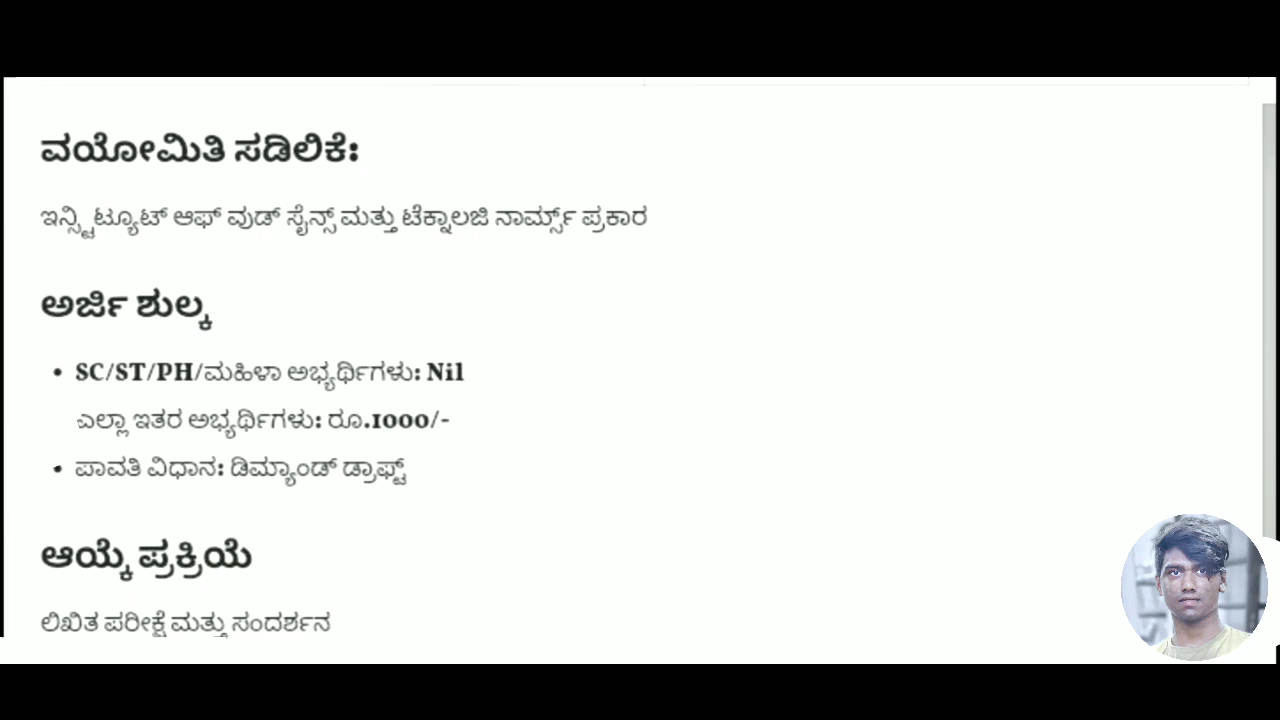 ವಯೋಮಿತಿ ಸಡಿಲಿಕೆ:
ಇನ್ಸ್ಟಿಟ್ಯೂಟ್ ಆಫ್ ವುಡ್ ಸೈನ್ಸ್ ಮತ್ತು ಟೆಕ್ನಾಲಜಿ ನಾರ್ಮ್ಸ್ ಪ್ರಕಾರ
ಅರ್ಜಿ ಶುಲ್ಕ
• SC/ST/PH/ಮಹಿಳಾ ಅಭ್ಯರ್ಥಿಗಳು: Nil
ಎಲ್ಲಾ ಇತರ ಅಭ್ಯರ್ಥಿಗಳು: ರೂ.1000/-
• ಪಾವತಿ ವಿಧಾನ: ಡಿಮ್ಯಾಂಡ್ ಡ್ರಾಫ್ಟ್
ಆಯ್ಕೆ ಪ್ರಕ್ರಿಯೆ
ಲಿಖಿತ ಪರೀಕ್ಷೆ ಮತ್ತು ಸಂದರ್ಶನ